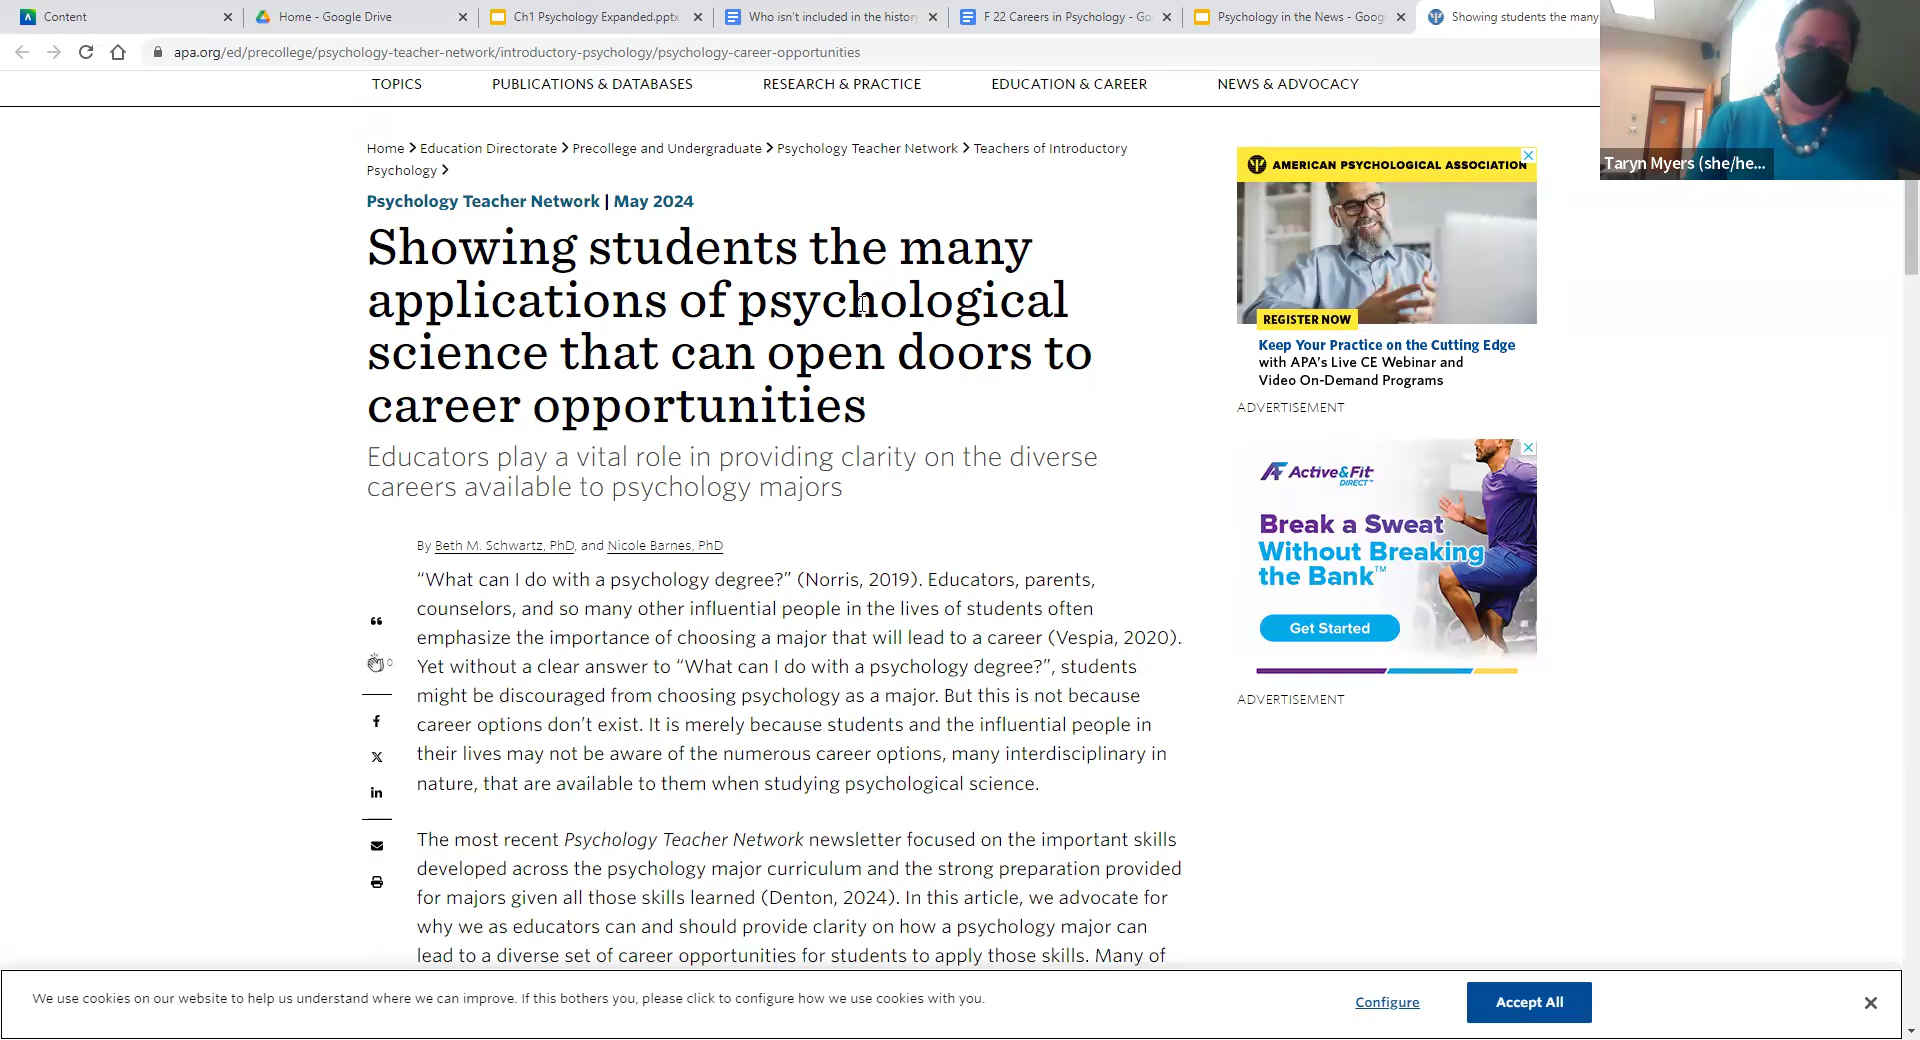 Content
Home - Google Drive
Ch1 Psychology Expanded.pptx
Who isn't included in the histor
F 22 Careers in Psychology - Go
Psychology in the News - Goog
Showing students the many
apa.org/ed/precollege/psychology-teacher-network/introductory-psychology/psychology-career-opportunities
TOPICS PUBLICATIONS & DATABASES RESEARCH & PRACTICE EDUCATION & CAREER NEWS & ADVOCACY
Taryn Myers (she/he...
Home > Education Directorate > Precollege and Undergraduate > Psychology Teacher Network > Teachers of Introductory
Psychology >
Psychology Teacher Network | May 2024
Showing students the many
applications of psychological
science that can open doors to
career opportunities
Educators play a vital role in providing clarity on the diverse
careers available to psychology majors
By Beth M. Schwartz, PhD, and Nicole Barnes, PhD
“What can I do with a psychology degree?” (Norris, 2019). Educators, parents,
counselors, and so many other influential people in the lives of students often
emphasize the importance of choosing a major that will lead to a career (Vespia, 2020).
Yet without a clear answer to “What can I do with a psychology degree?”, students
might be discouraged from choosing psychology as a major. But this is not because
career options don’t exist. It is merely because students and the influential people in
their lives may not be aware of the numerous career options, many interdisciplinary in
nature, that are available to them when studying psychological science.
The most recent Psychology Teacher Network newsletter focused on the important skills
developed across the psychology major curriculum and the strong preparation provided
for majors given all those skills learned (Denton, 2024). In this article, we advocate for
why we as educators can and should provide clarity on how a psychology major can
lead to a diverse set of career opportunities for students to apply those skills. Many of
0
AMERICAN PSYCHOLOGICAL ASSOCIATION
REGISTER NOW
Keep Your Practice on the Cutting Edge
with APA’s Live CE Webinar and
Video On-Demand Programs
ADVERTISEMENT
Active&Fit
DIRECT™
Break a Sweat
Without Breaking
the Bank™
Get Started
ADVERTISEMENT
We use cookies on our website to help us understand where we can improve. If this bothers you, please click to configure how we use cookies with you.
Configure
Accept All